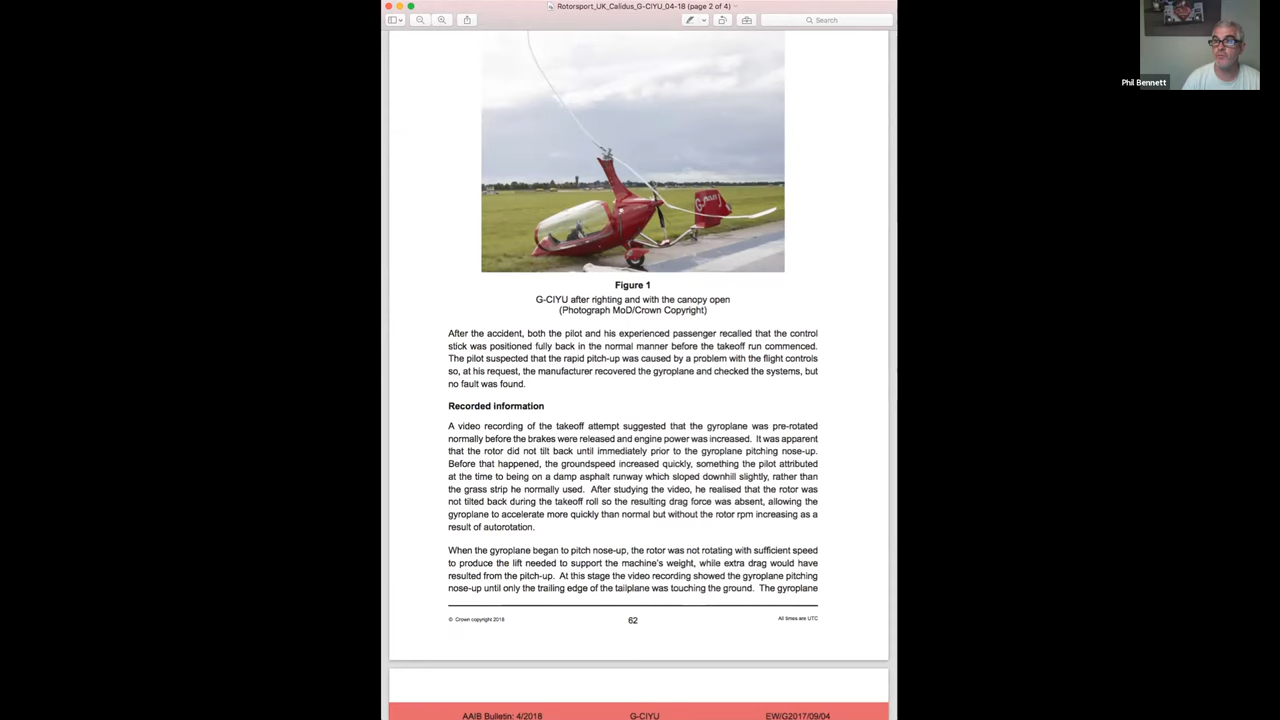 Rotorsport_UK_Calidus_G-CIYU_04-18 (page 2 of 4)
Search
Phil Bennett
Figure 1
G-CIYU after righting and with the canopy open
(Photograph MoD/Crown Copyright)
After the accident, both the pilot and his experienced passenger recalled that the control
stick was positioned fully back in the normal manner before the takeoff run commenced.
The pilot suspected that the rapid pitch-up was caused by a problem with the flight controls
so, at his request, the manufacturer recovered the gyroplane and checked the systems, but
no fault was found.
Recorded information
A video recording of the takeoff attempt suggested that the gyroplane was pre-rotated
normally before the brakes were released and engine power was increased. It was apparent
that the rotor did not tilt back until immediately prior to the gyroplane pitching nose-up.
Before that happened, the groundspeed increased quickly, something the pilot attributed
at the time to being on a damp asphalt runway which sloped downhill slightly, rather than
the grass strip he normally used. After studying the video, he realised that the rotor was
not tilted back during the takeoff roll so the resulting drag force was absent, allowing the
gyroplane to accelerate more quickly than normal but without the rotor rpm increasing as a
result of autorotation.
When the gyroplane began to pitch nose-up, the rotor was not rotating with sufficient speed
to produce the lift needed to support the machine's weight, while extra drag would have
resulted from the pitch-up. At this stage the video recording showed the gyroplane pitching
nose-up until only the trailing edge of the tailplane was touching the ground. The gyroplane
© Crown copyright 2018
62
All times are UTC
AAIB Bulletin: 4/2018
G-CIYU
EW/G2017/09/04